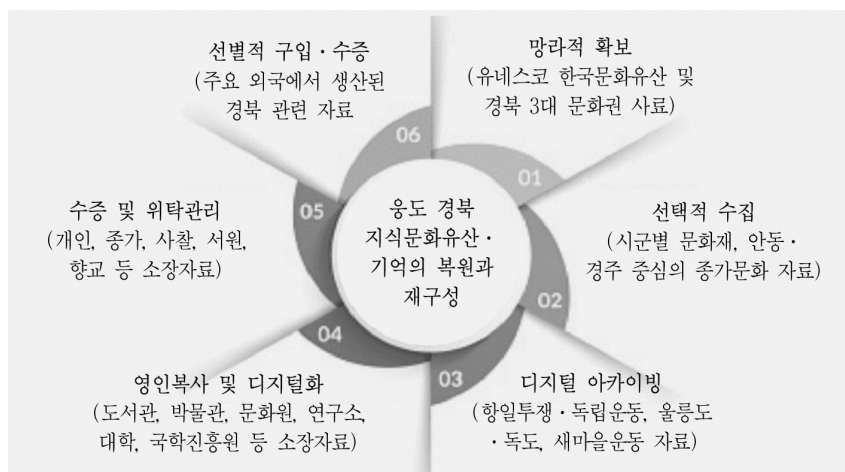 망라적 확보
(유네스코 한국문화유산 및
경북 3대 문화권 사료)
01
선택적 수집
(시군별 문화재, 안동·
경주 중심의 종가문화 자료)
02
디지털 아카이빙
(항일투쟁·독립운동, 울릉도
·독도, 새마을운동 자료)
03
영인복사 및 디지털화
(도서관, 박물관, 문화원, 연구소,
대학, 국학진흥원 등 소장자료)
04
수증 및 위탁관리
(개인, 종가, 사찰, 서원,
향교 등 소장자료)
05
선별적 구입·수증
(주요 외국에서 생산된
경북 관련 자료
06
웅도 경북
지식문화유산·
기억의 복원과
재구성